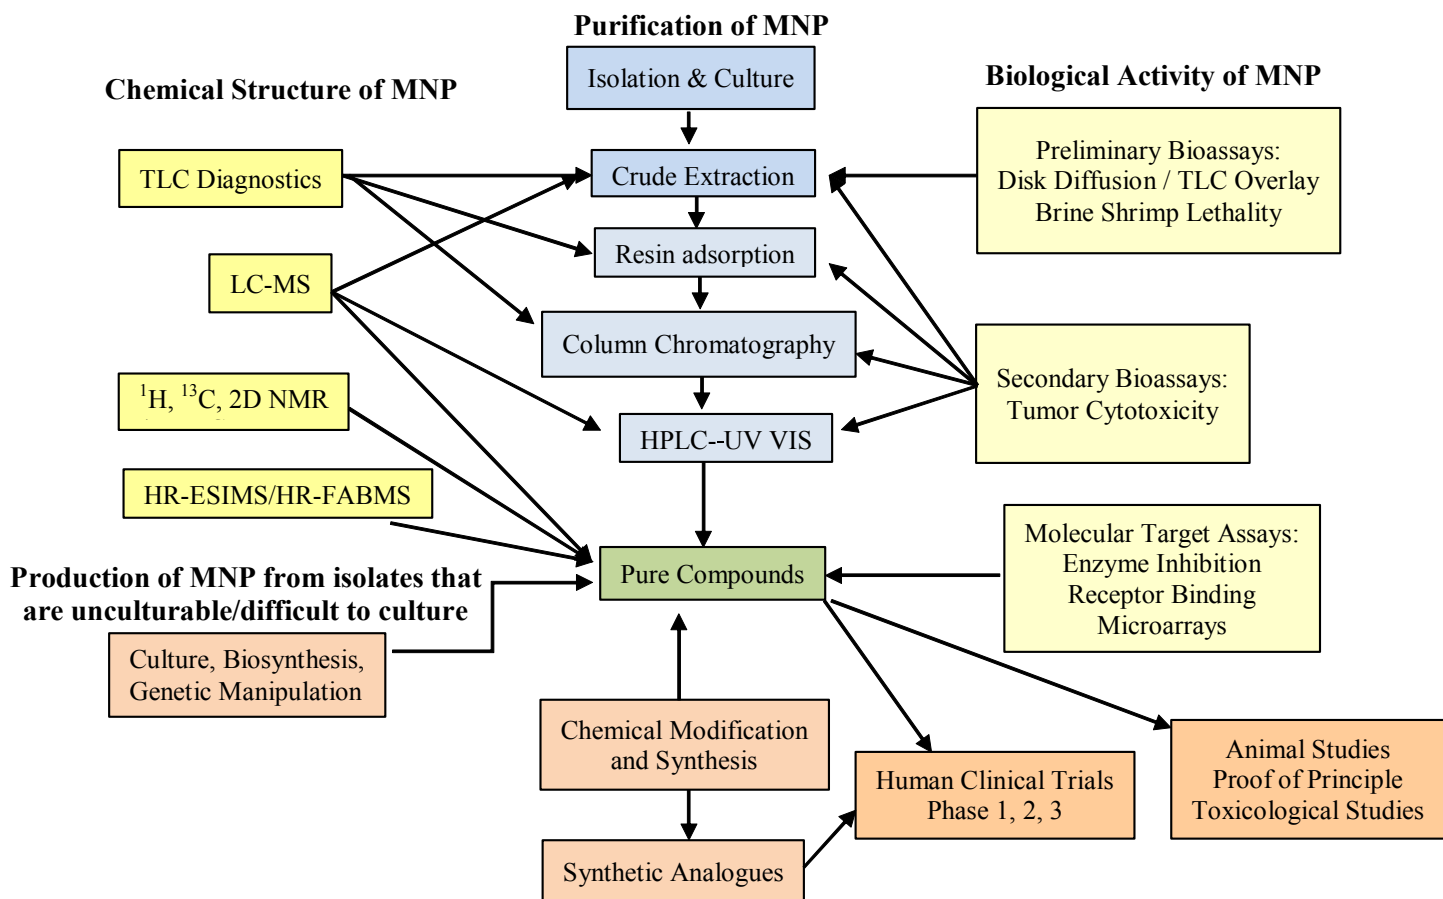 Purification of MNP
Chemical Structure of MNP
Biological Activity of MNP
Isolation & Culture
TLC Diagnostics
Crude Extraction
Preliminary Bioassays:
Disk Diffusion / TLC Overlay
Brine Shrimp Lethality
LC-MS
Resin adsorption
Column Chromatography
¹H, ¹³C, 2D NMR
HPLC--UV VIS
Secondary Bioassays:
Tumor Cytotoxicity
HR-ESIMS/HR-FABMS
Pure Compounds
Molecular Target Assays:
Enzyme Inhibition
Receptor Binding
Microarrays
Production of MNP from isolates that
are unculturable/difficult to culture
Culture, Biosynthesis,
Genetic Manipulation
Chemical Modification
and Synthesis
Human Clinical Trials
Phase 1, 2, 3
Animal Studies
Proof of Principle
Toxicological Studies
Synthetic Analogues